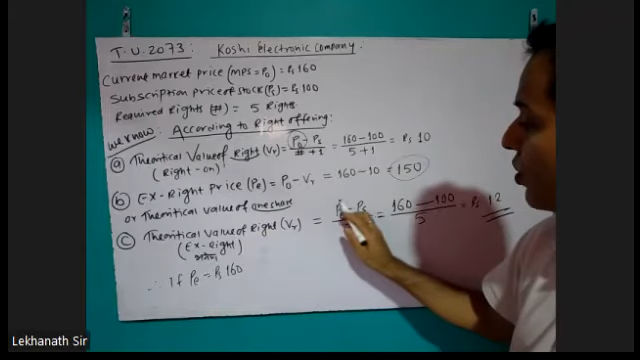 T.U.2073: Koshi Electronic company.
Current market price (MPS=P₀) = Rs 160
Subscription price of stock (Ps) = Rs 100
Required Rights (#) = 5 Rights
we know: According to Right offering:
(a) Theoritical Value of Right (Vr) = P₀ - Ps / # + 1 = 160-100 / 5+1 = Rs 10
(Right-on)
(b) Ex-Right price (Pe) = P₀ - Vr = 160 - 10 = 150
or Theoritical value of one share
(c) Theoritical Value of Right (Vr) = - Ps = 160 - 100 / 5 = Rs 12
(Ex-Right)
∴ If Pe = Rs 160
Lekhanath Sir